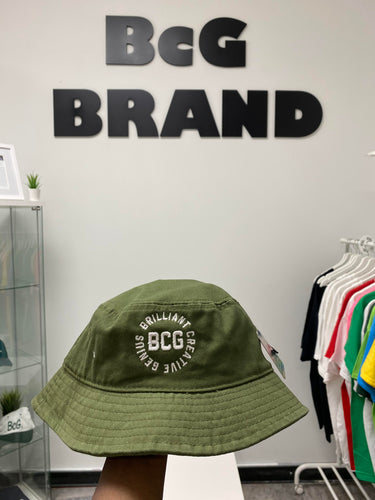 BcG
BRAND
BRILLIANT CREATIVE GENIUS
BCG
BcG